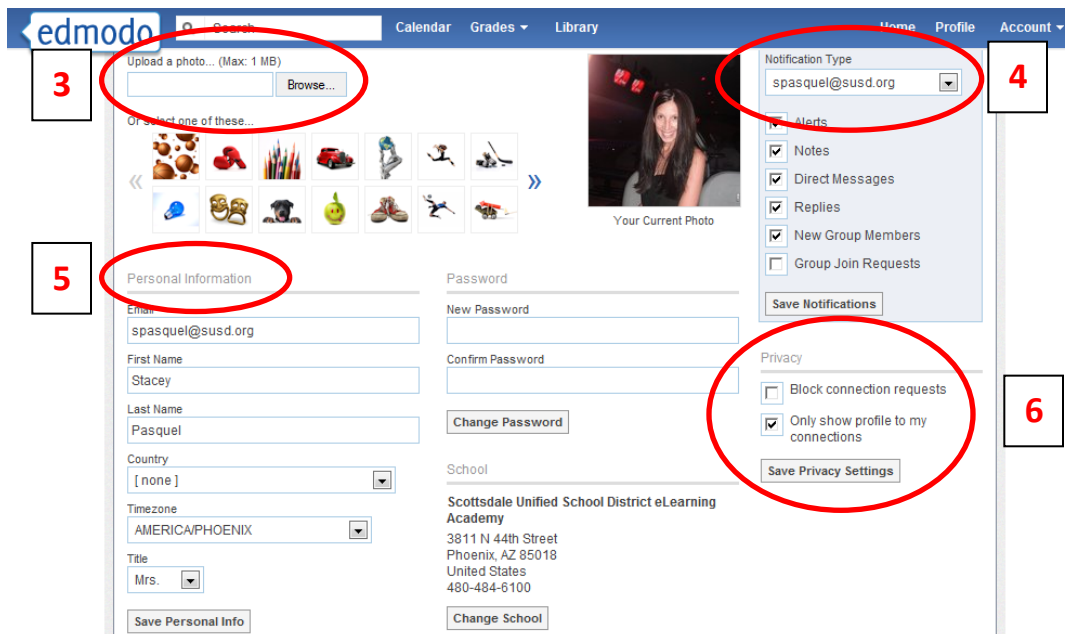 edmodo
Search
Calendar
Grades
Library
Home
Profile
Account
3
Upload a photo... (Max: 1 MB)
Browse...
Or select one of these...
«
»
Your Current Photo
Notification Type
spasquel@susd.org
4
Alerts
Notes
Direct Messages
Replies
New Group Members
Group Join Requests
Save Notifications
5
Personal Information
Email
spasquel@susd.org
First Name
Stacey
Last Name
Pasquel
Country
[ none ]
Timezone
AMERICA/PHOENIX
Title
Mrs.
Save Personal Info
Password
New Password
Confirm Password
Change Password
School
Scottsdale Unified School District eLearning
Academy
3811 N 44th Street
Phoenix, AZ 85018
United States
480-484-6100
Change School
Privacy
Block connection requests
Only show profile to my
connections
Save Privacy Settings
6